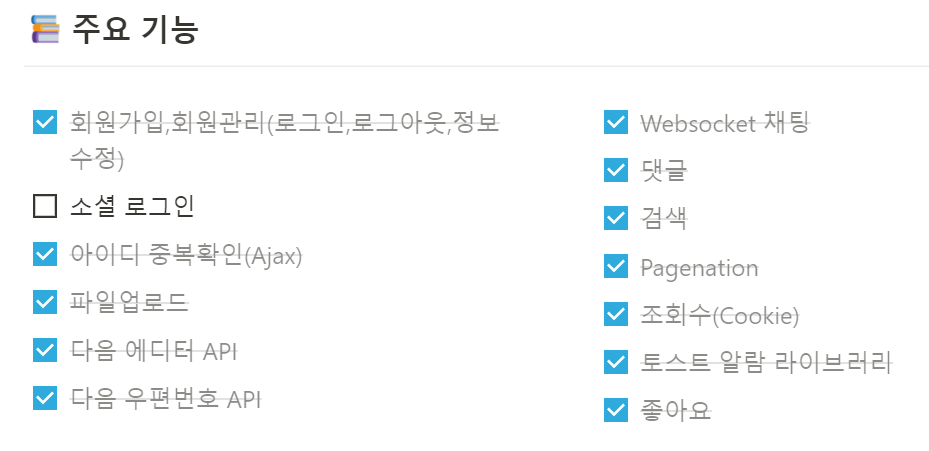 주요 기능
회원가입,회원관리(로그인,로그아웃,정보
수정)
소셜 로그인
아이디 중복확인(Ajax)
파일업로드
다음 에디터 API
다음 우편번호 API
Websocket 채팅
댓글
검색
Pagenation
조회수(Cookie)
토스트 알람 라이브러리
좋아요